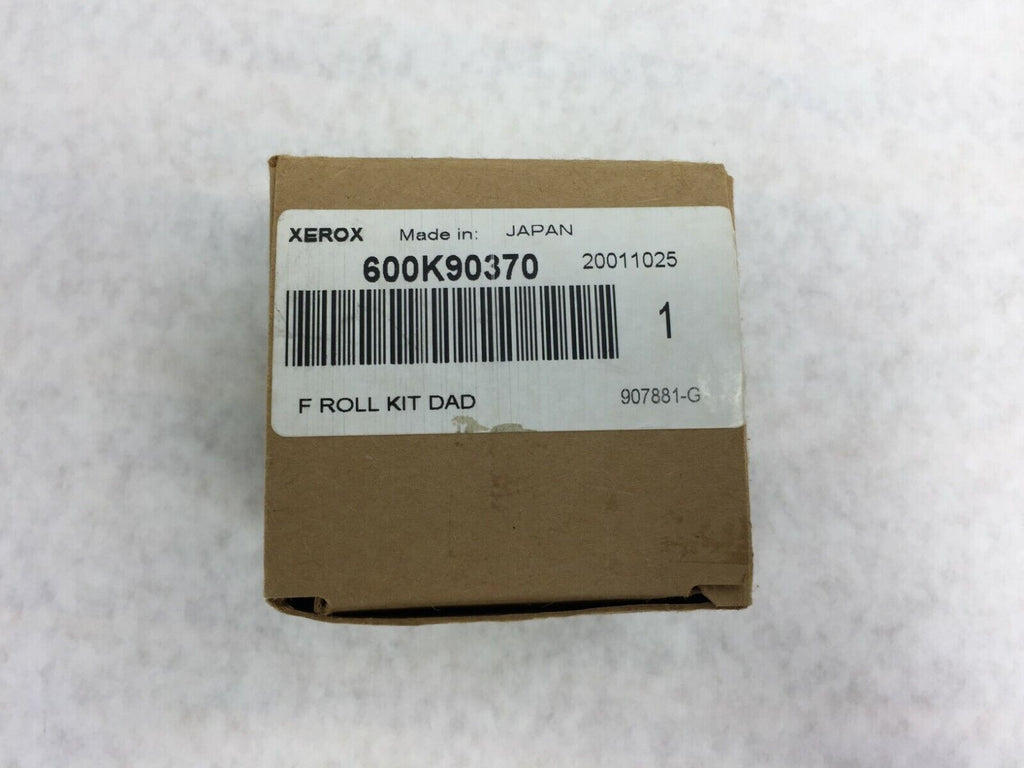 XEROX Made in: JAPAN
600K90370 20011025
1
F ROLL KIT DAD 907881-G